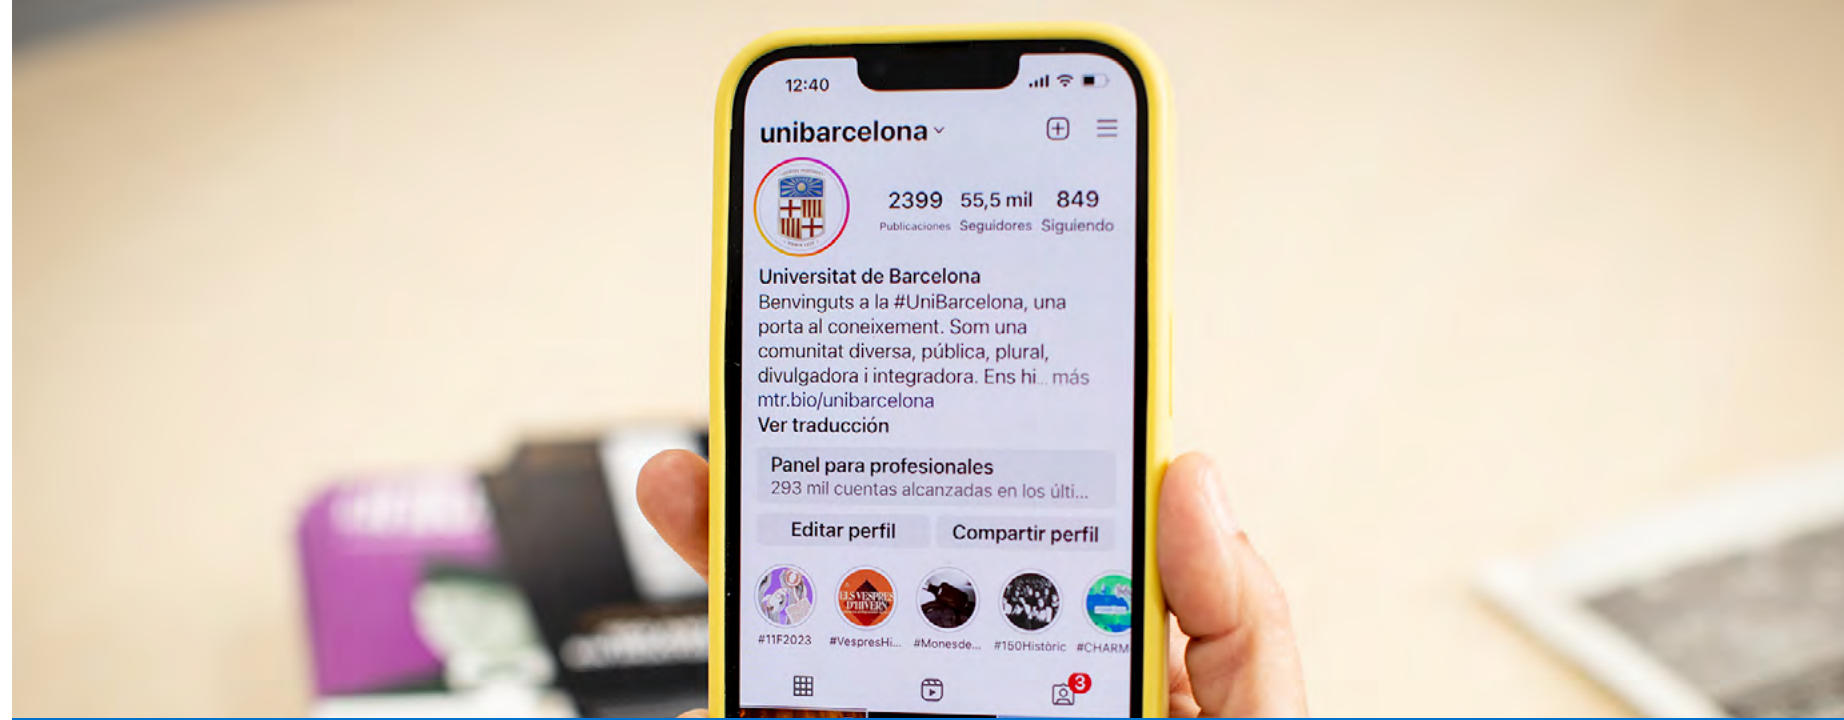 12:40
unibarcelona
2399 55,5 mil 849
Publicaciones Seguidores Siguiendo
Universitat de Barcelona
Benvinguts a la #UniBarcelona, una
porta al coneixement. Som una
comunitat diversa, pública, plural,
divulgadora i integradora. Ens hi... más
mtr.bio/unibarcelona
Ver traducción
Panel para profesionales
293 mil cuentas alcanzadas en los últi...
Editar perfil Compartir perfil
ELS VESPRES
D'HIVERN
#11F2023 #VespresHi... #Monesde... #150Històric #CHARM
3